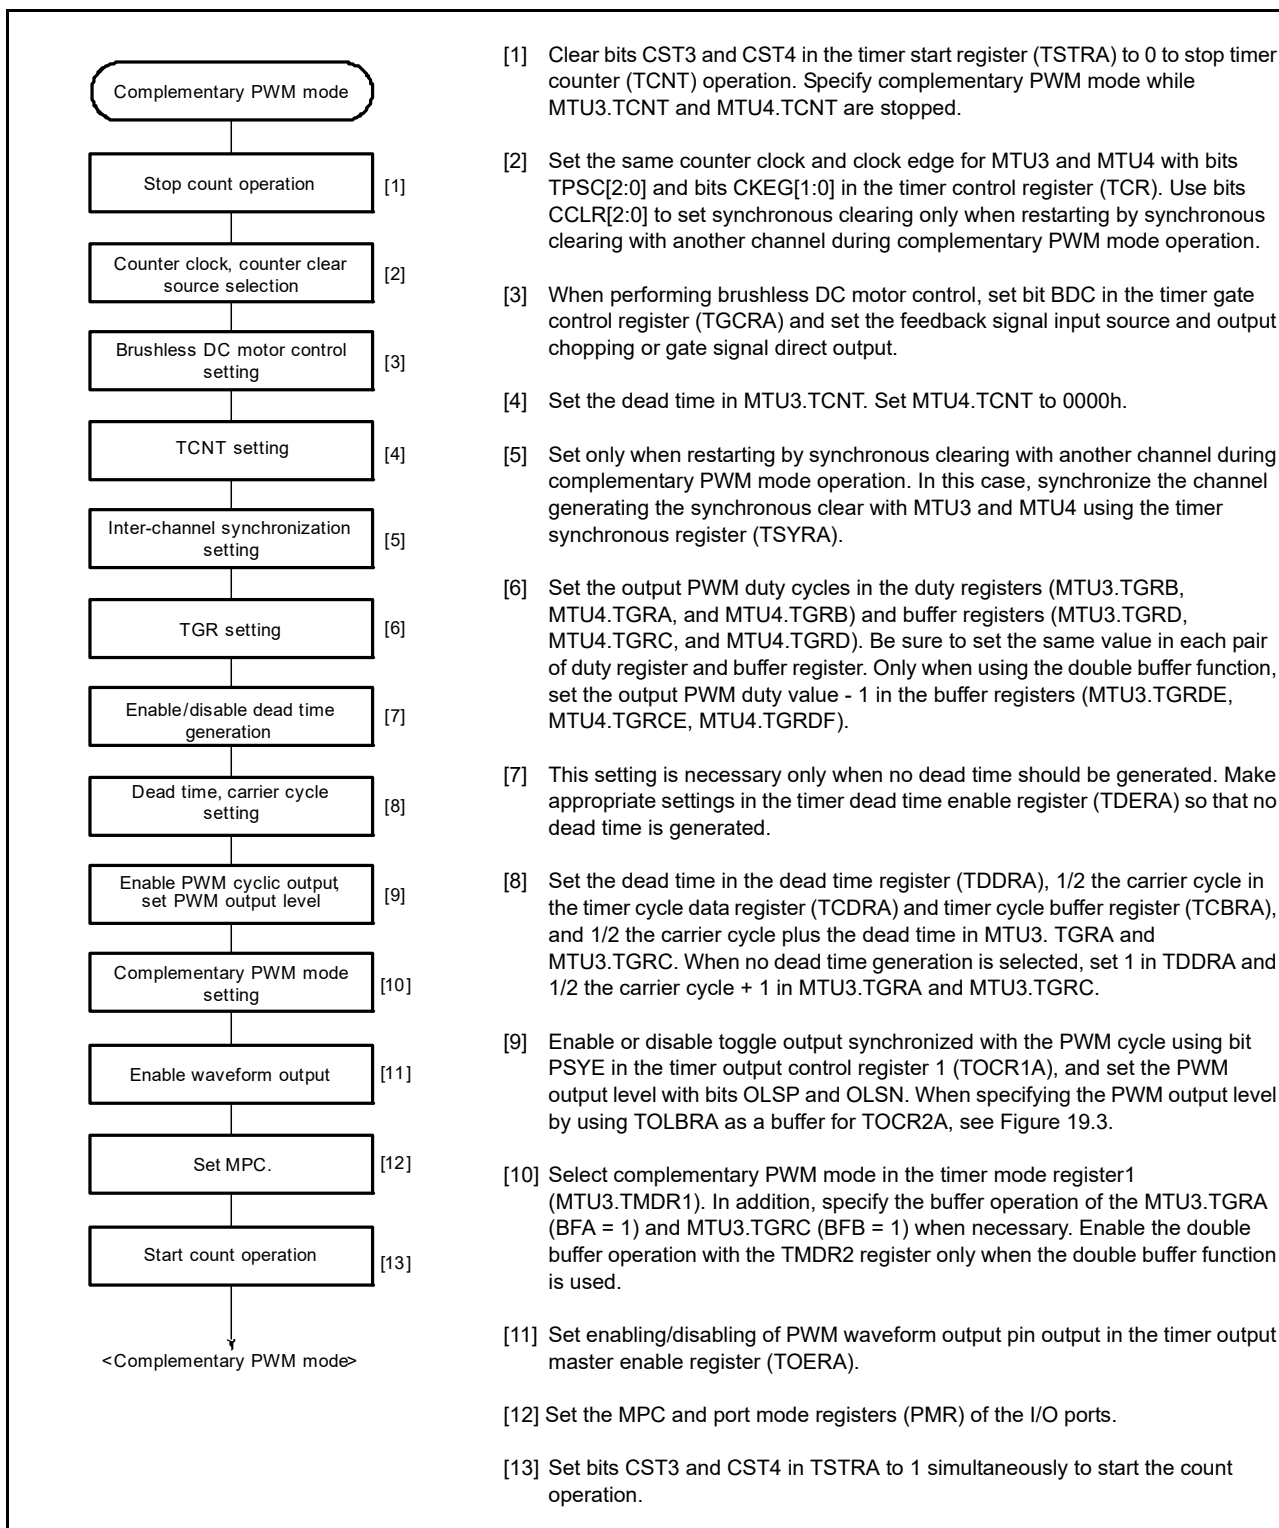 Complementary PWM mode
Stop count operation
[1]
Counter clock, counter clear
source selection
[2]
Brushless DC motor control
setting
[3]
TCNT setting
[4]
Inter-channel synchronization
setting
[5]
TGR setting
[6]
Enable/disable dead time
generation
[7]
Dead time, carrier cycle
setting
[8]
Enable PWM cyclic output,
set PWM output level
[9]
Complementary PWM mode
setting
[10]
Enable waveform output
[11]
Set MPC.
[12]
Start count operation
[13]
<Complementary PWM mode>
[1] Clear bits CST3 and CST4 in the timer start register (TSTRA) to 0 to stop timer
counter (TCNT) operation. Specify complementary PWM mode while
MTU3.TCNT and MTU4.TCNT are stopped.
[2] Set the same counter clock and clock edge for MTU3 and MTU4 with bits
TPSC[2:0] and bits CKEG[1:0] in the timer control register (TCR). Use bits
CCLR[2:0] to set synchronous clearing only when restarting by synchronous
clearing with another channel during complementary PWM mode operation.
[3] When performing brushless DC motor control, set bit BDC in the timer gate
control register (TGCRA) and set the feedback signal input source and output
chopping or gate signal direct output.
[4] Set the dead time in MTU3.TCNT. Set MTU4.TCNT to 0000h.
[5] Set only when restarting by synchronous clearing with another channel during
complementary PWM mode operation. In this case, synchronize the channel
generating the synchronous clear with MTU3 and MTU4 using the timer
synchronous register (TSYRA).
[6] Set the output PWM duty cycles in the duty registers (MTU3.TGRB,
MTU4.TGRA, and MTU4.TGRB) and buffer registers (MTU3.TGRD,
MTU4.TGRC, and MTU4.TGRD). Be sure to set the same value in each pair
of duty register and buffer register. Only when using the double buffer function,
set the output PWM duty value - 1 in the buffer registers (MTU3.TGRDE,
MTU4.TGRCE, MTU4.TGRDF).
[7] This setting is necessary only when no dead time should be generated. Make
appropriate settings in the timer dead time enable register (TDERA) so that no
dead time is generated.
[8] Set the dead time in the dead time register (TDDRA), 1/2 the carrier cycle in
the timer cycle data register (TCDRA) and timer cycle buffer register (TCBRA),
and 1/2 the carrier cycle plus the dead time in MTU3. TGRA and
MTU3.TGRC. When no dead time generation is selected, set 1 in TDDRA and
1/2 the carrier cycle + 1 in MTU3.TGRA and MTU3.TGRC.
[9] Enable or disable toggle output synchronized with the PWM cycle using bit
PSYE in the timer output control register 1 (TOCR1A), and set the PWM
output level with bits OLSP and OLSN. When specifying the PWM output level
by using TOLBRA as a buffer for TOCR2A, see Figure 19.3.
[10] Select complementary PWM mode in the timer mode register1
(MTU3.TMDR1). In addition, specify the buffer operation of the MTU3.TGRA
(BFA = 1) and MTU3.TGRC (BFB = 1) when necessary. Enable the double
buffer operation with the TMDR2 register only when the double buffer function
is used.
[11] Set enabling/disabling of PWM waveform output pin output in the timer output
master enable register (TOERA).
[12] Set the MPC and port mode registers (PMR) of the I/O ports.
[13] Set bits CST3 and CST4 in TSTRA to 1 simultaneously to start the count
operation.